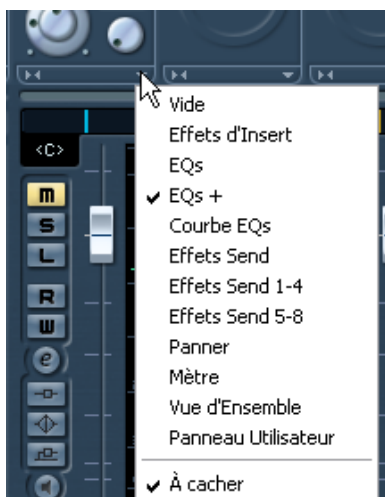 Vide
Effets d'Insert
<C>
EQs
EQs +
m
S
Courbe EQs
L
Effets Send
R
Effets Send 1-4
W
Effets Send 5-8
e
Panner
Mètre
Vue d'Ensemble
Panneau Utilisateur
À cacher